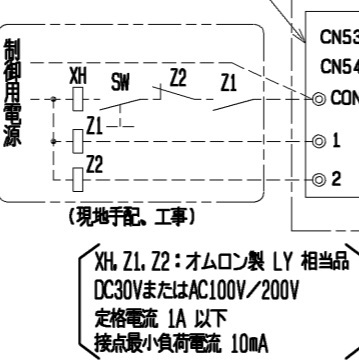 制御用電源
CN53
CN54
XH SW Z2 Z1
Z1
Z2
1
2
(現地手配、工事)
XH, Z1, Z2：オムロン製 LY 相当品
DC30VまたはAC100V／200V
定格電流 1A 以下
接点最小負荷電流 10mA